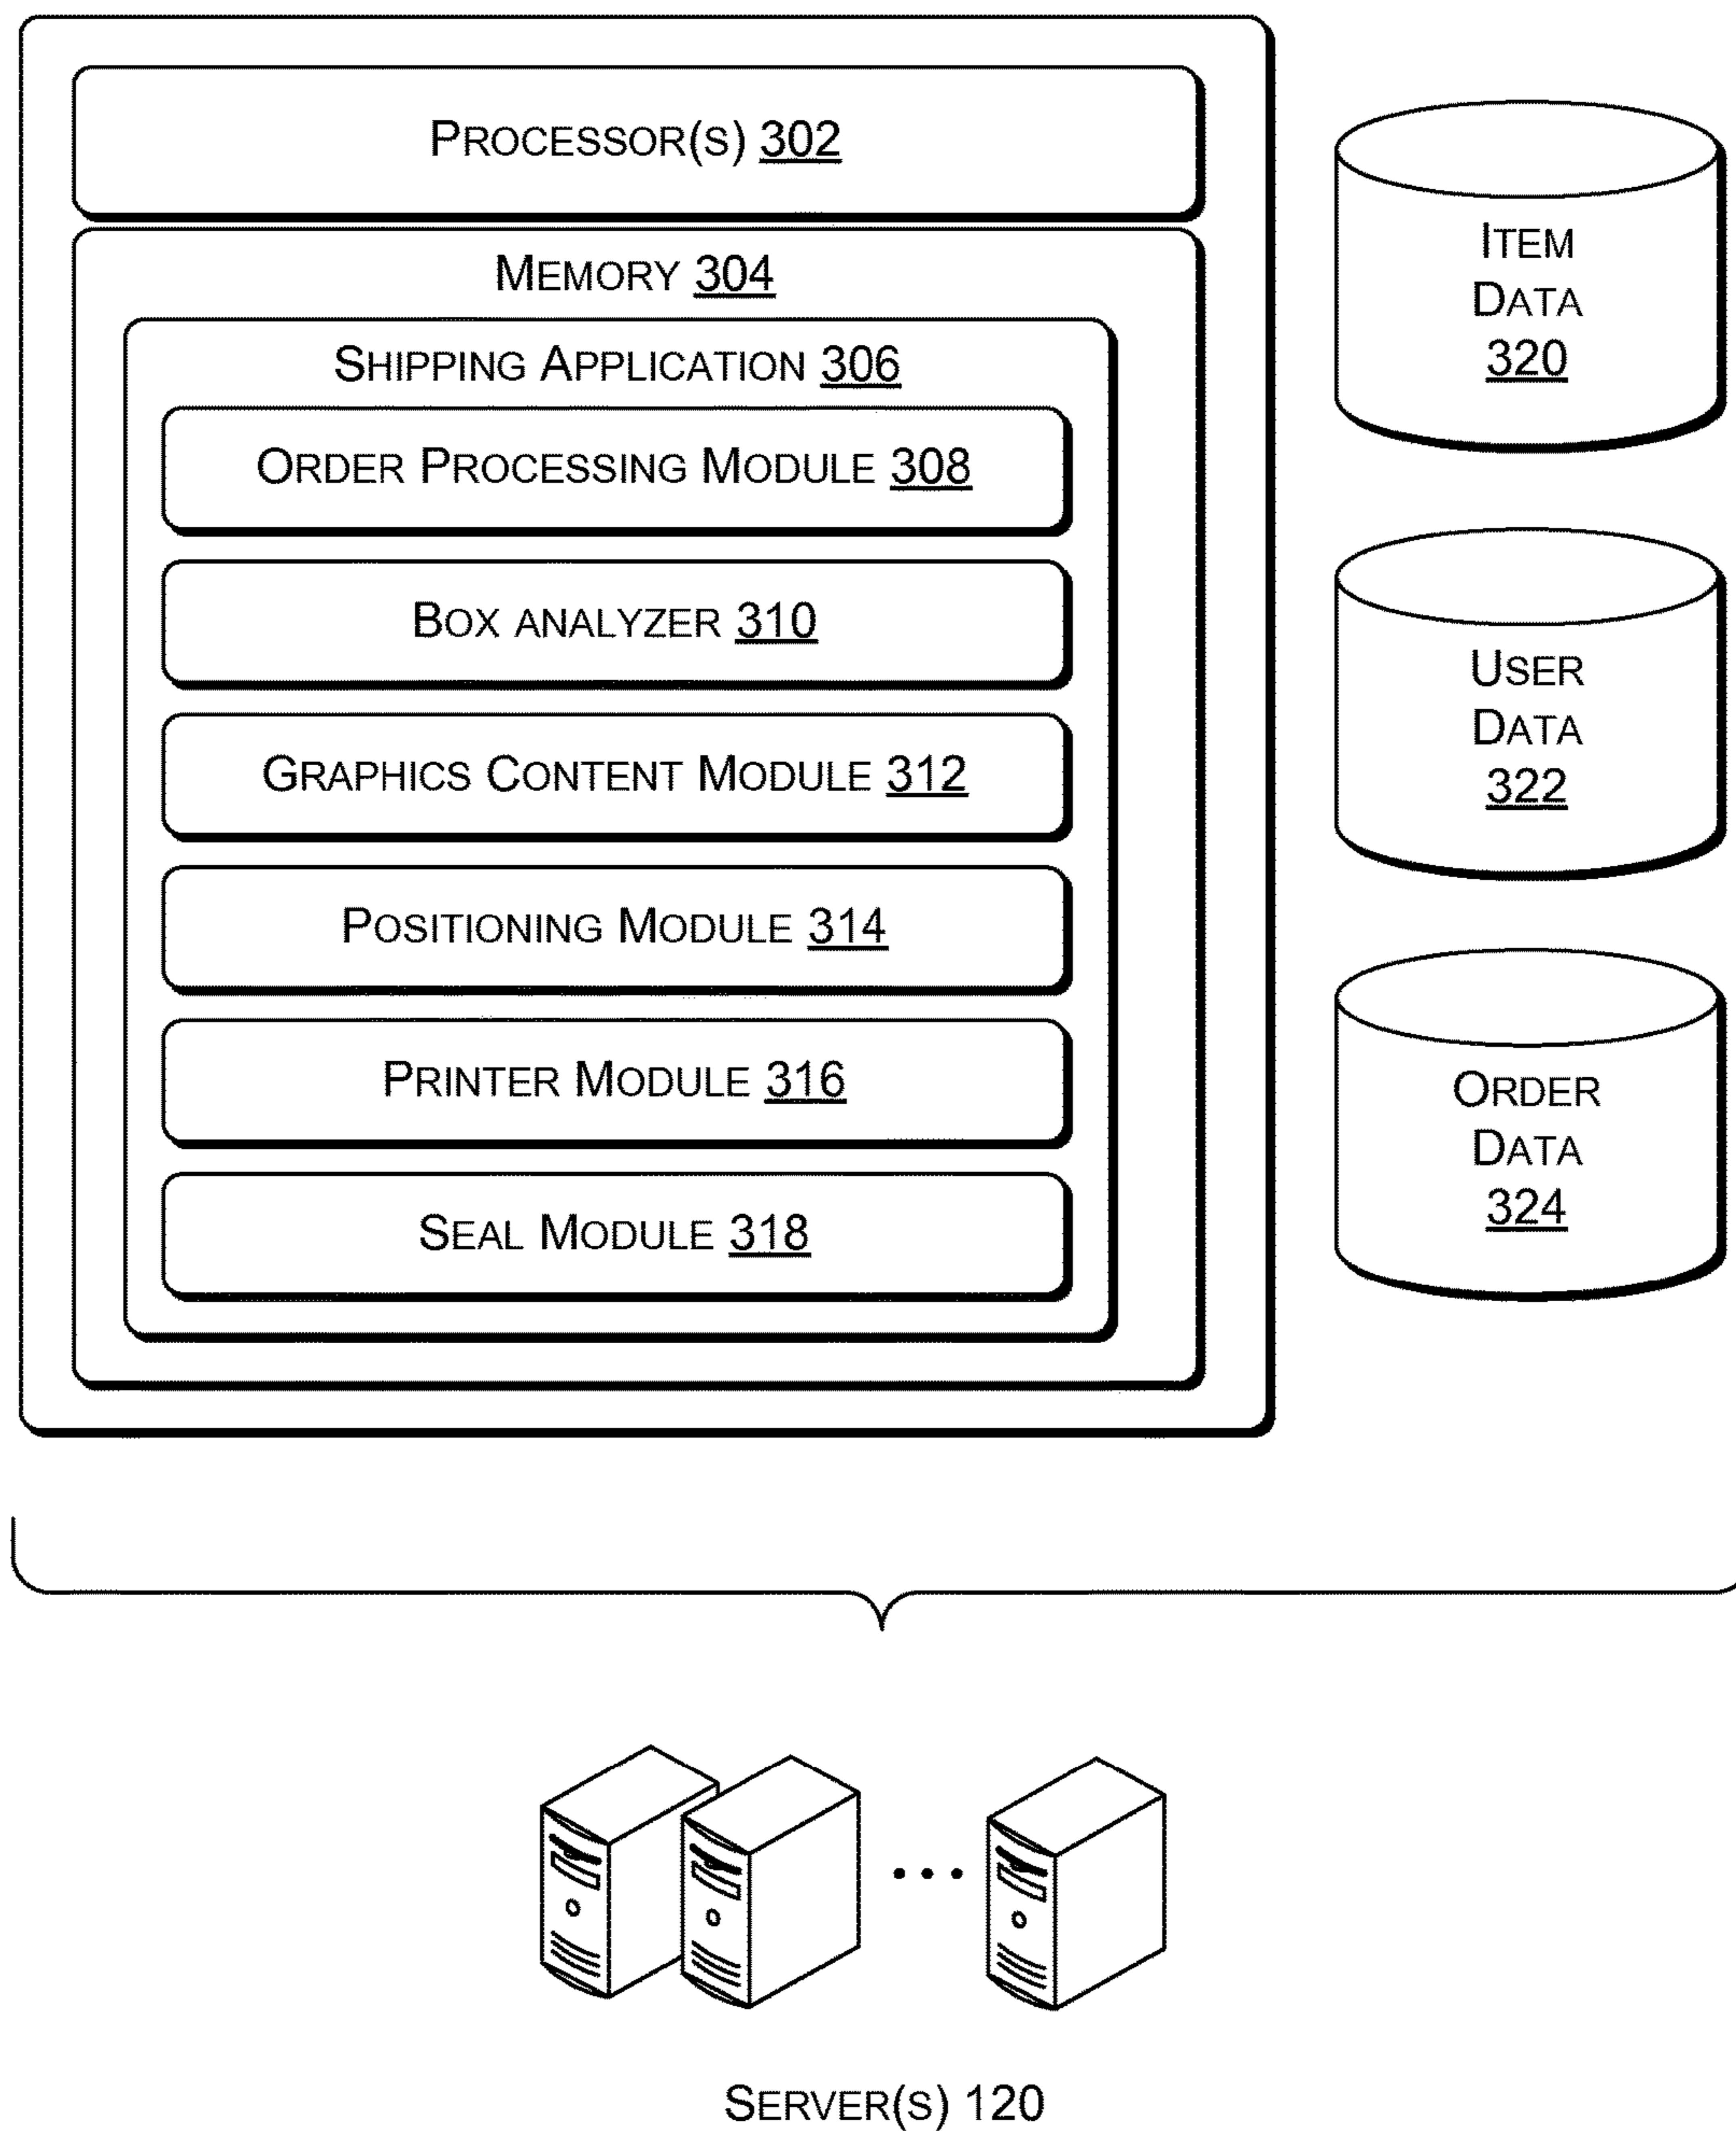 PROCESSOR(S) 302
MEMORY 304
SHIPPING APPLICATION 306
ORDER PROCESSING MODULE 308
BOX ANALYZER 310
GRAPHICS CONTENT MODULE 312
POSITIONING MODULE 314
PRINTER MODULE 316
SEAL MODULE 318
ITEM
DATA
320
USER
DATA
322
ORDER
DATA
324
SERVER(S) 120